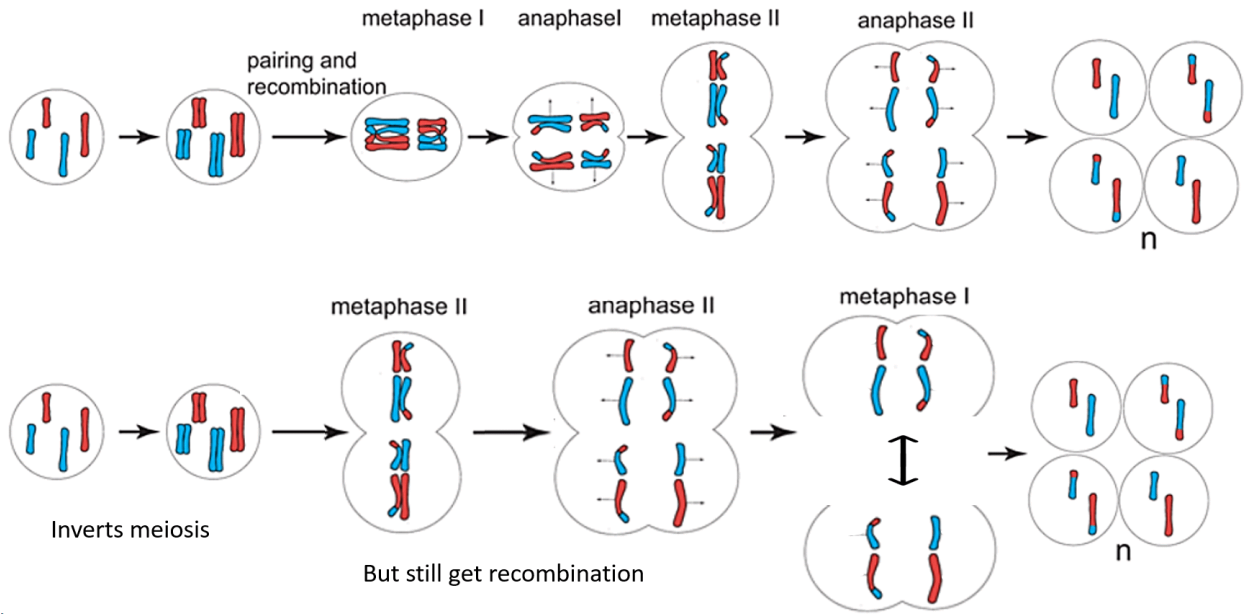 metaphase I
anaphaseI
metaphase II
anaphase II
pairing and
recombination
n
metaphase II
anaphase II
metaphase I
Inverts meiosis
But still get recombination
n